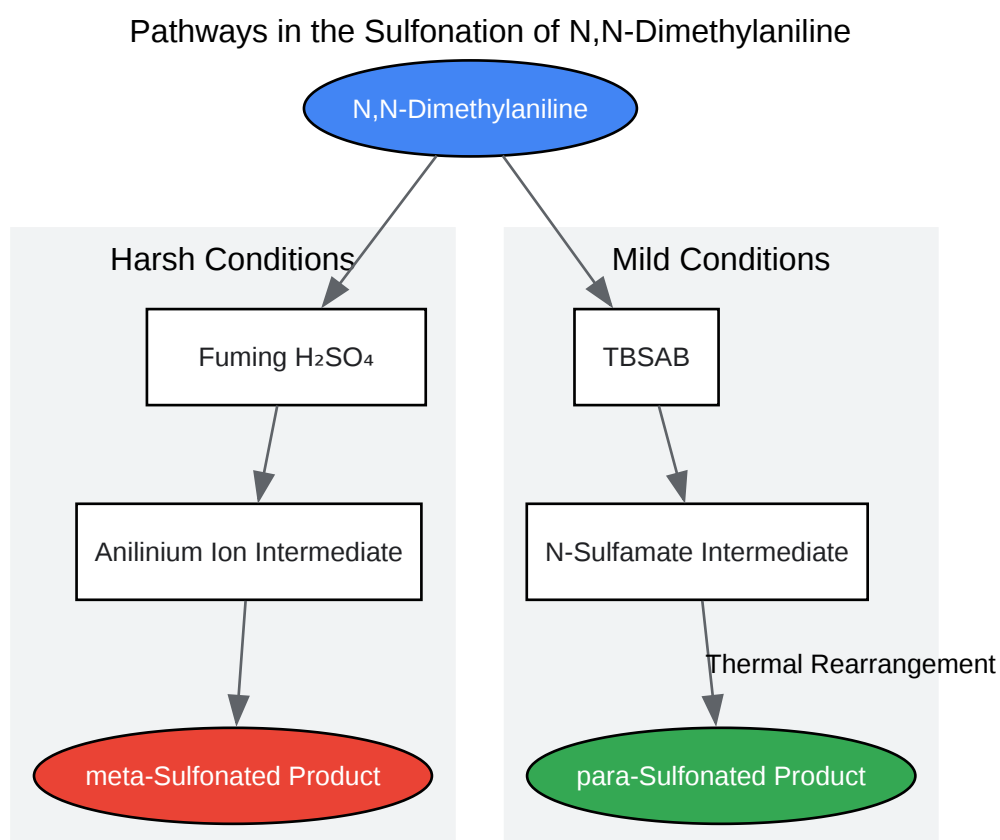 Pathways in the Sulfonation of N,N-Dimethylaniline
N,N-Dimethylaniline
Harsh Conditions
Mild Conditions
Fuming H₂SO₄
TBSAB
Anilinium Ion Intermediate
N-Sulfamate Intermediate
Thermal Rearrangement
meta-Sulfonated Product
para-Sulfonated Product